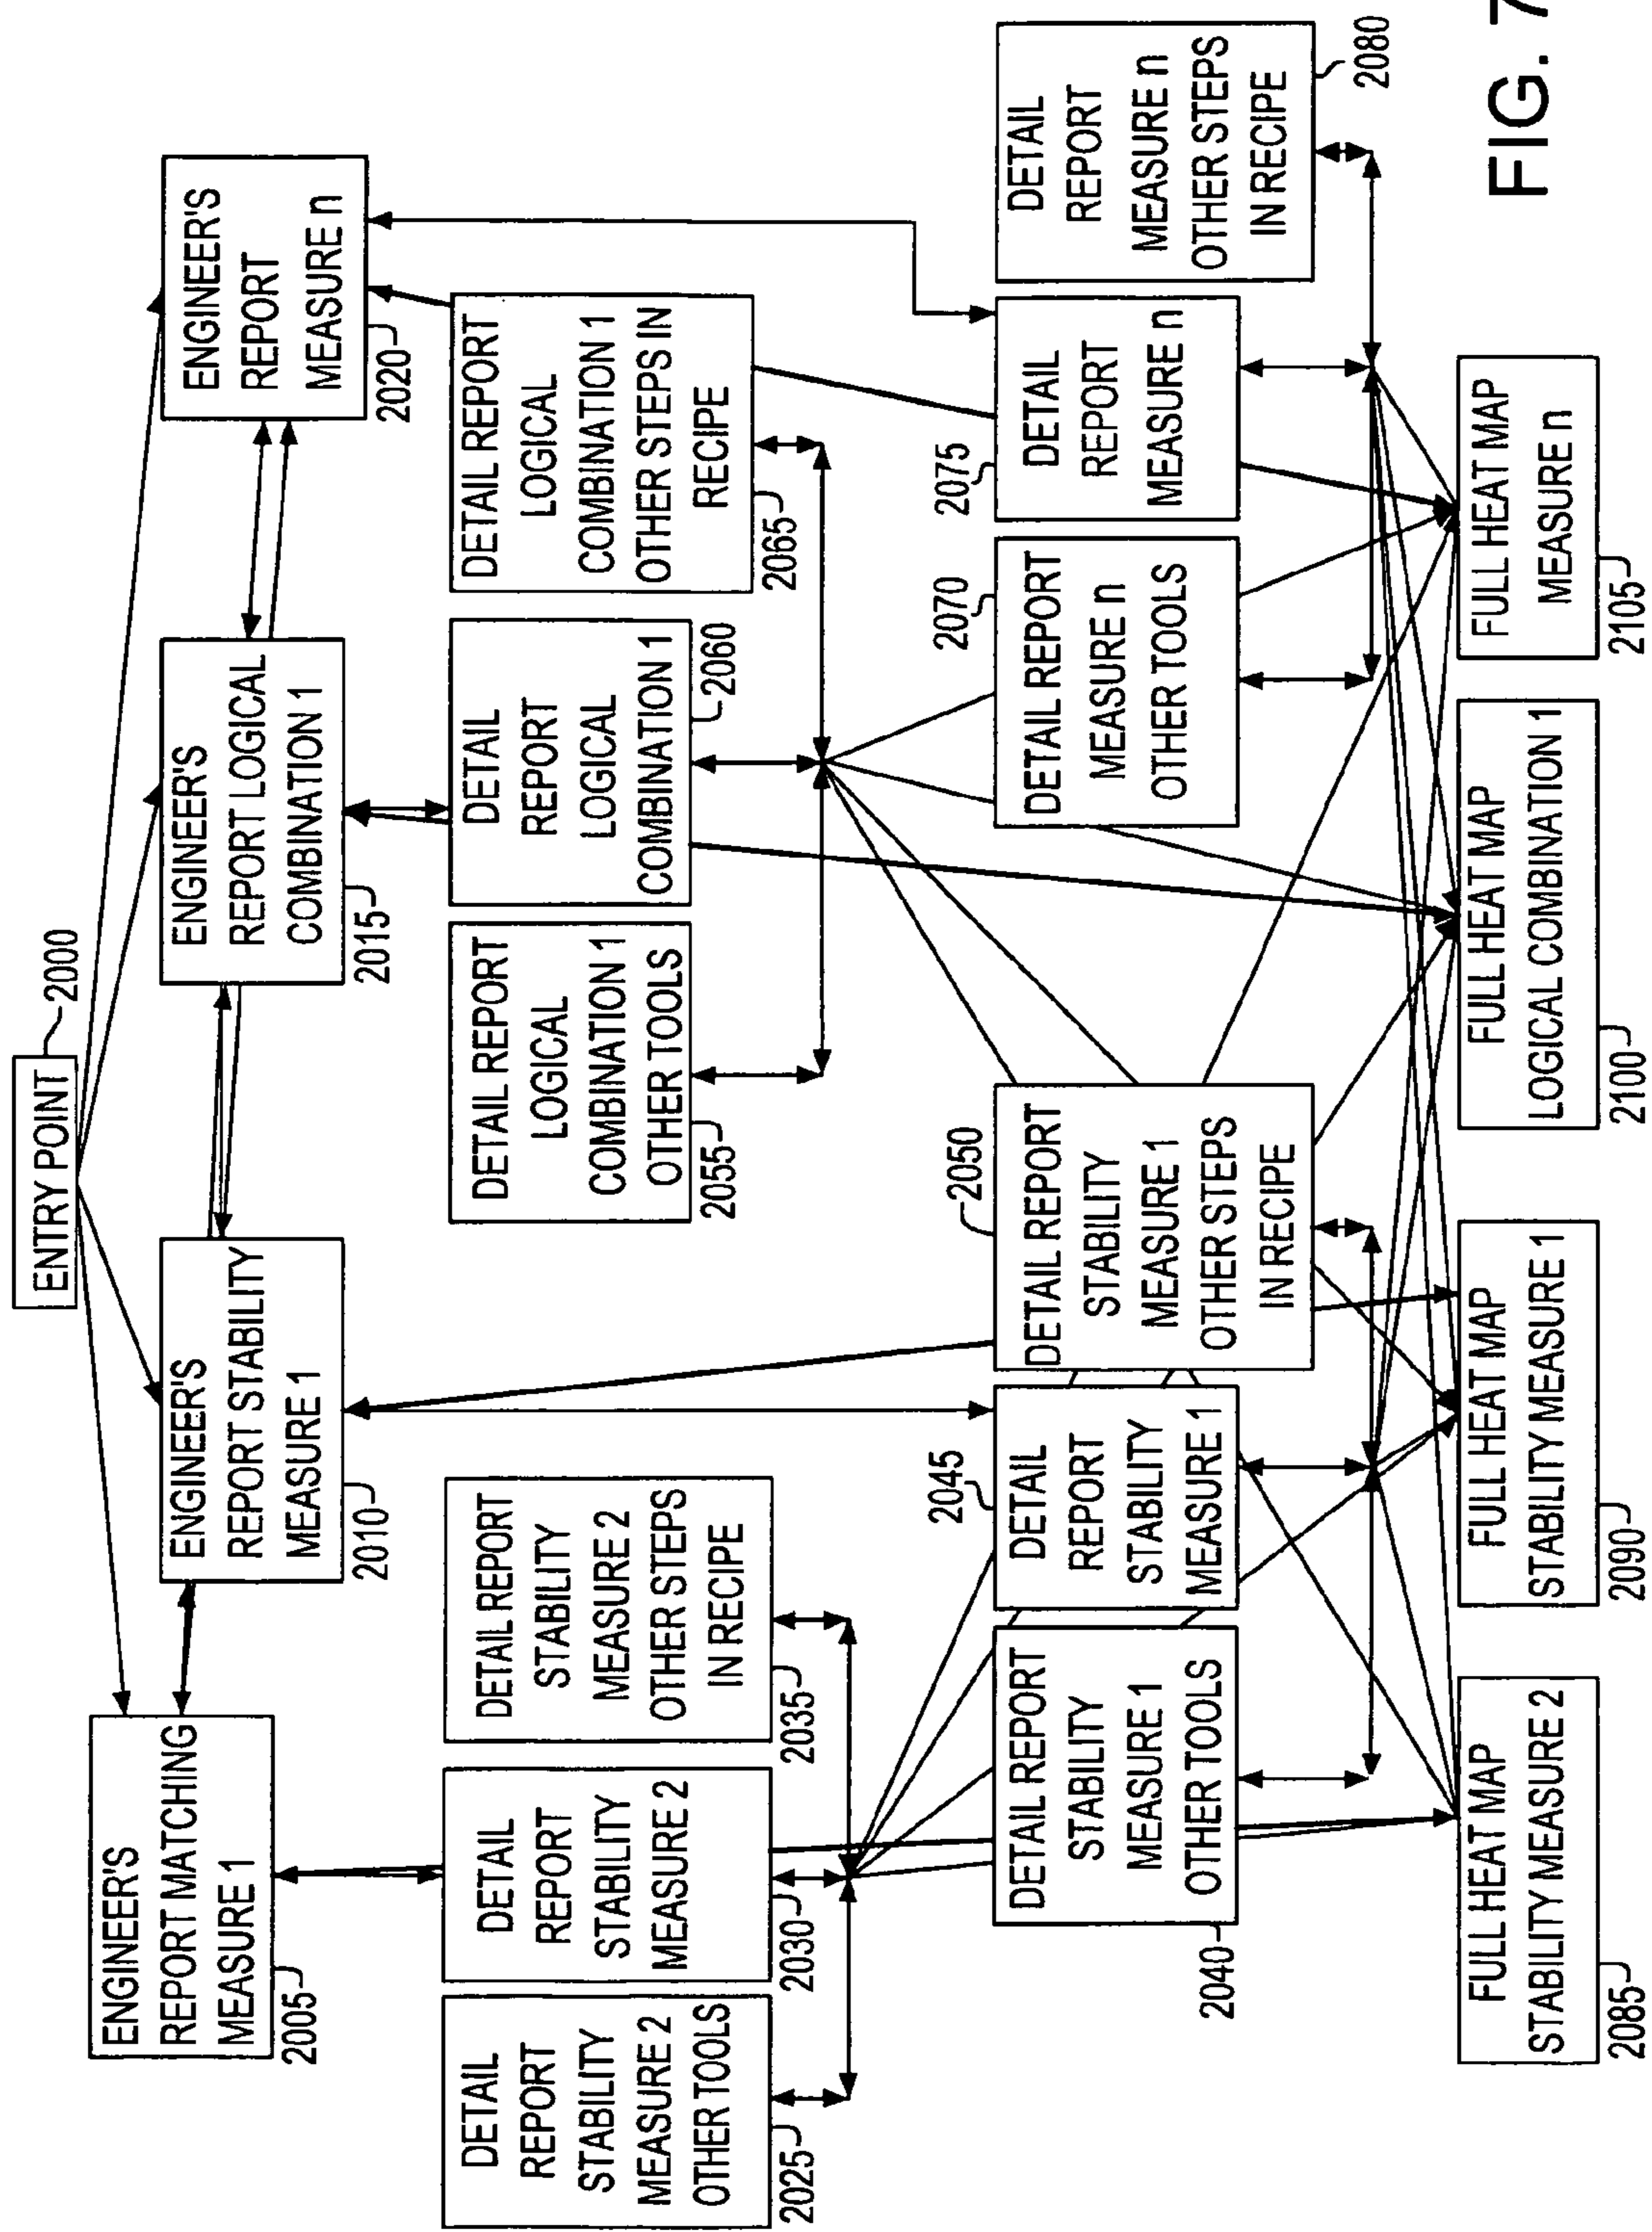 ENTRY POINT
2000
ENGINEER'S
REPORT MATCHING
MEASURE 1
2005
ENGINEER'S
REPORT STABILITY
MEASURE 1
2010
ENGINEER'S
REPORT LOGICAL
COMBINATION 1
2015
ENGINEER'S
REPORT
MEASURE n
2020
DETAIL
REPORT
STABILITY
MEASURE 2
OTHER TOOLS
2025
DETAIL
REPORT
STABILITY
MEASURE 2
2030
DETAIL REPORT
STABILITY
MEASURE 2
OTHER STEPS
IN RECIPE
2035
DETAIL REPORT
LOGICAL
COMBINATION 1
OTHER TOOLS
2055
DETAIL
REPORT
LOGICAL
COMBINATION 1
2060
DETAIL REPORT
LOGICAL
COMBINATION 1
OTHER STEPS IN
RECIPE
2065
DETAIL REPORT
STABILITY
MEASURE 1
OTHER TOOLS
2040
DETAIL
REPORT
STABILITY
MEASURE 1
2045
DETAIL REPORT
STABILITY
MEASURE 1
OTHER STEPS
IN RECIPE
2050
DETAIL REPORT
MEASURE n
OTHER TOOLS
2070
DETAIL
REPORT
MEASURE n
2075
DETAIL
REPORT
MEASURE n
OTHER STEPS
IN RECIPE
2080
FULL HEAT MAP
STABILITY MEASURE 2
2085
FULL HEAT MAP
STABILITY MEASURE 1
2090
FULL HEAT MAP
LOGICAL COMBINATION 1
2100
FULL HEAT MAP
MEASURE n
2105
FIG. 7